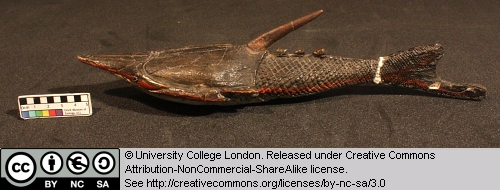 © University College London. Released under Creative Commons
Attribution-NonCommercial-ShareAlike license.
See http://creativecommons.org/licenses/by-nc-sa/3.0
CC
BY NC SA